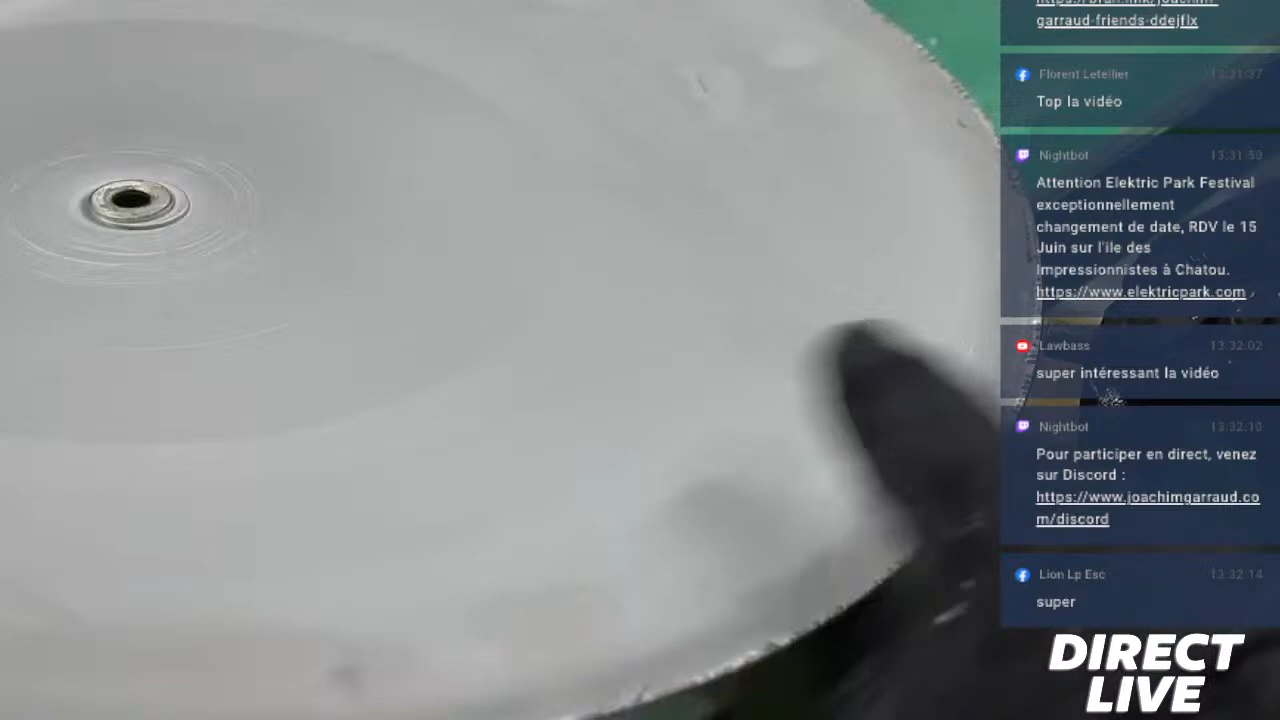 garraud-friends-ddejflx
Florent Letellier 13:31:37
Top la vidéo
Nightbot 13:31:50
Attention Elektric Park Festival
exceptionnellement
changement de date, RDV le 15
Juin sur l'île des
Impressionnistes à Chatou.
https://www.elektricpark.com
Lawbass 13:32:02
super intéressant la vidéo
Nightbot 13:32:10
Pour participer en direct, venez
sur Discord :
https://www.joachimgarraud.co
m/discord
Lion Lp Esc 13:32:14
super
DIRECT
LIVE